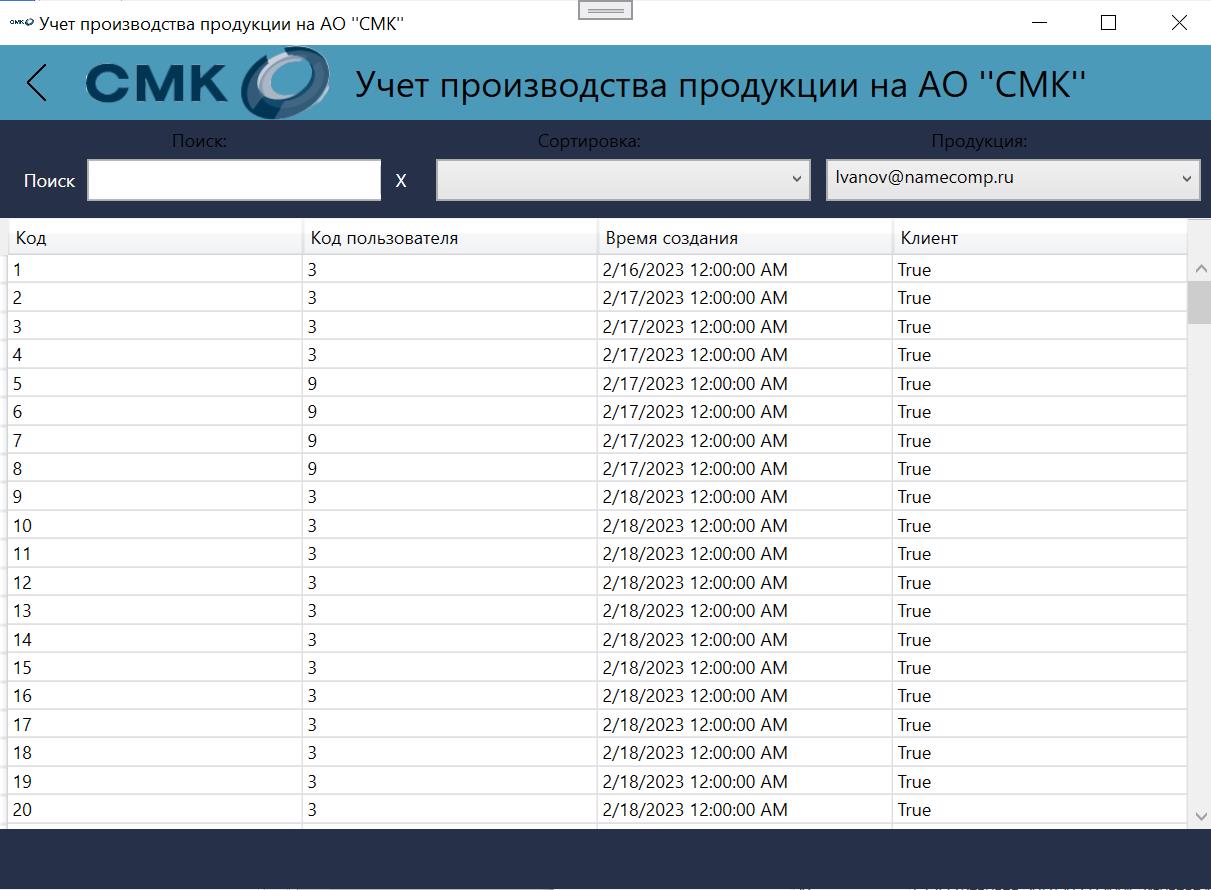 СМК Учет производства продукции на АО ''СМК''
СМК Учет производства продукции на АО ''СМК''
Поиск: Сортировка: Продукция:
Поиск X Ivanov@namecomp.ru
Код Код пользователя Время создания Клиент
1 3 2/16/2023 12:00:00 AM True
2 3 2/17/2023 12:00:00 AM True
3 3 2/17/2023 12:00:00 AM True
4 3 2/17/2023 12:00:00 AM True
5 9 2/17/2023 12:00:00 AM True
6 9 2/17/2023 12:00:00 AM True
7 9 2/17/2023 12:00:00 AM True
8 9 2/17/2023 12:00:00 AM True
9 3 2/18/2023 12:00:00 AM True
10 3 2/18/2023 12:00:00 AM True
11 3 2/18/2023 12:00:00 AM True
12 3 2/18/2023 12:00:00 AM True
13 3 2/18/2023 12:00:00 AM True
14 3 2/18/2023 12:00:00 AM True
15 3 2/18/2023 12:00:00 AM True
16 3 2/18/2023 12:00:00 AM True
17 3 2/18/2023 12:00:00 AM True
18 3 2/18/2023 12:00:00 AM True
19 3 2/18/2023 12:00:00 AM True
20 3 2/18/2023 12:00:00 AM True